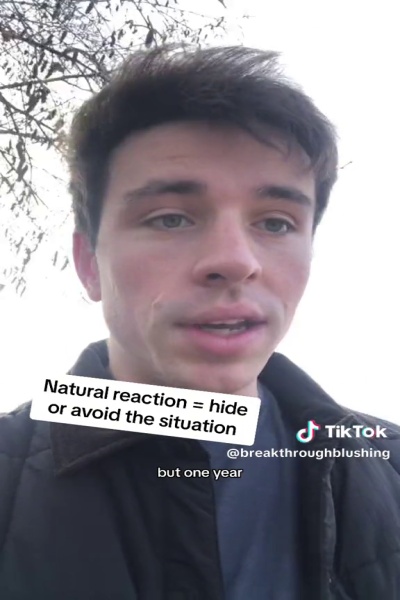 Natural reaction = hide
or avoid the situation
TikTok
@breakthroughblushing
but one year